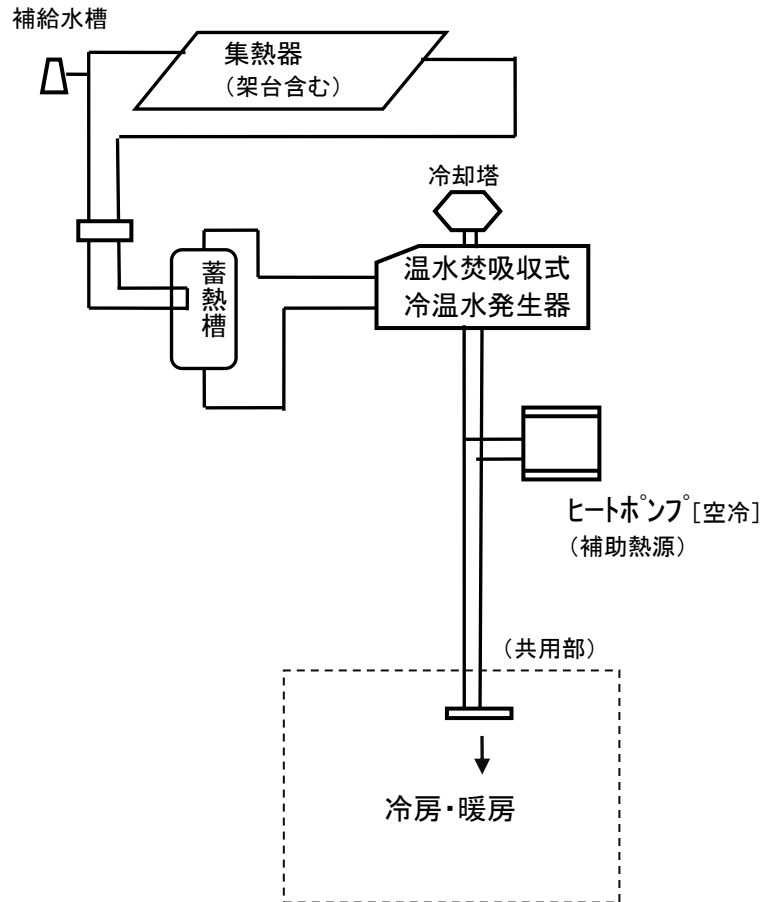 補給水槽
集熱器
（架台含む）
冷却塔
温水焚吸収式
冷温水発生器
蓄熱槽
ﾋｰﾄﾎﾟﾝﾌﾟ[空冷]
（補助熱源）
（共用部）
冷房・暖房